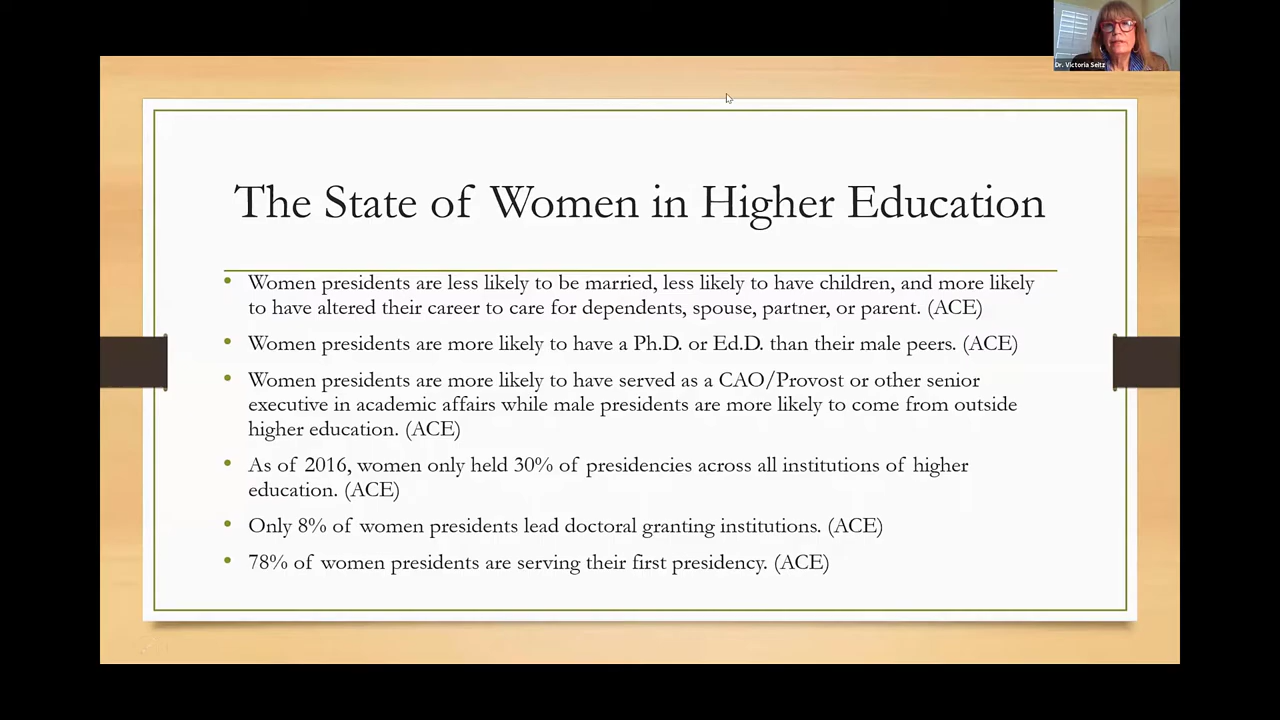 Dr. Victoria Seitz
The State of Women in Higher Education
• Women presidents are less likely to be married, less likely to have children, and more likely
to have altered their career to care for dependents, spouse, partner, or parent. (ACE)
• Women presidents are more likely to have a Ph.D. or Ed.D. than their male peers. (ACE)
• Women presidents are more likely to have served as a CAO/Provost or other senior
executive in academic affairs while male presidents are more likely to come from outside
higher education. (ACE)
• As of 2016, women only held 30% of presidencies across all institutions of higher
education. (ACE)
• Only 8% of women presidents lead doctoral granting institutions. (ACE)
• 78% of women presidents are serving their first presidency. (ACE)